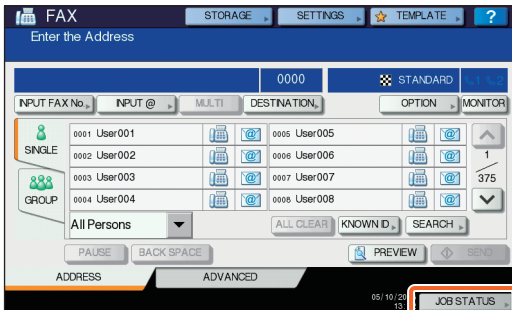 FAX STORAGE SETTINGS TEMPLATE ?
Enter the Address
0000 STANDARD 1 2
INPUT FAX No. INPUT @ MULTI DESTINATION OPTION MONITOR
SINGLE
GROUP
0001 User001 @ 0005 User005 @
0002 User002 @ 0006 User006 @
0003 User003 @ 0007 User007 @
0004 User004 @ 0008 User008 @
1
375
All Persons ALL CLEAR KNOWN ID SEARCH
PAUSE BACK SPACE PREVIEW SEND
ADDRESS ADVANCED
05/10/20
13:
JOB STATUS